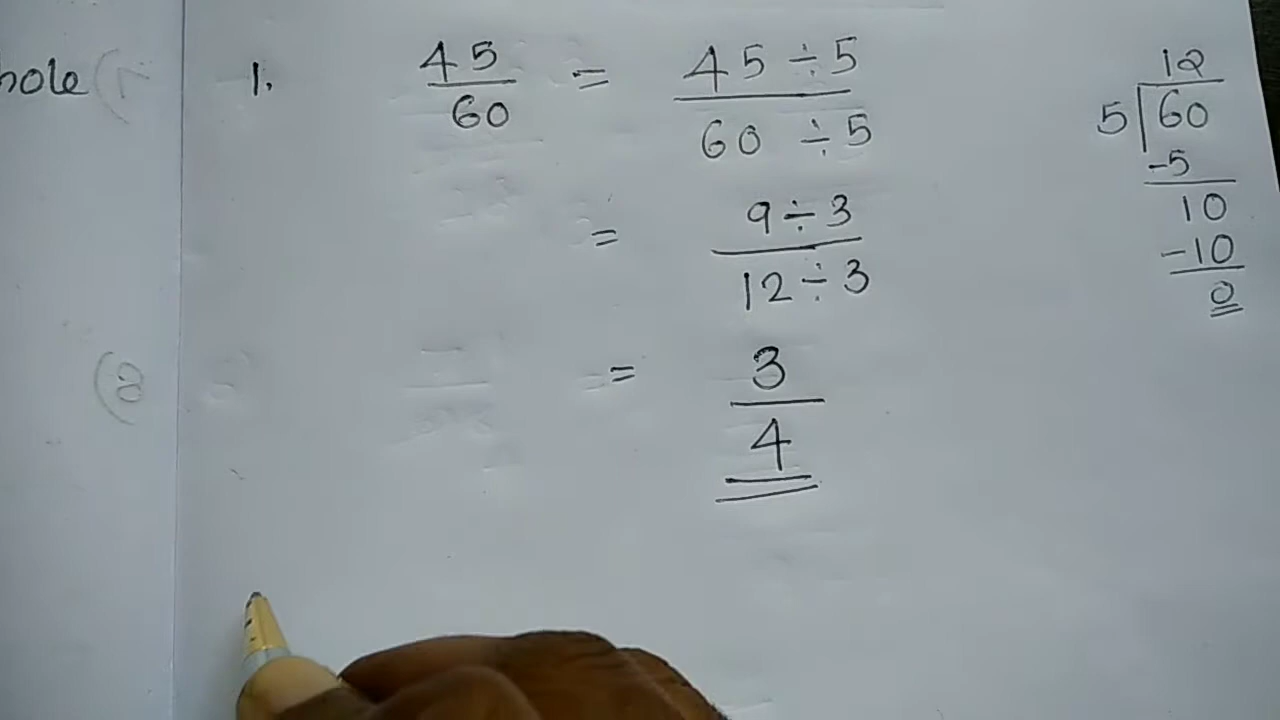 hole
1. 45/60 = 45 ÷ 5 / 60 ÷ 5
= 9 ÷ 3 / 12 ÷ 3
= 3/4
12
5 60
-5
10
-10
0